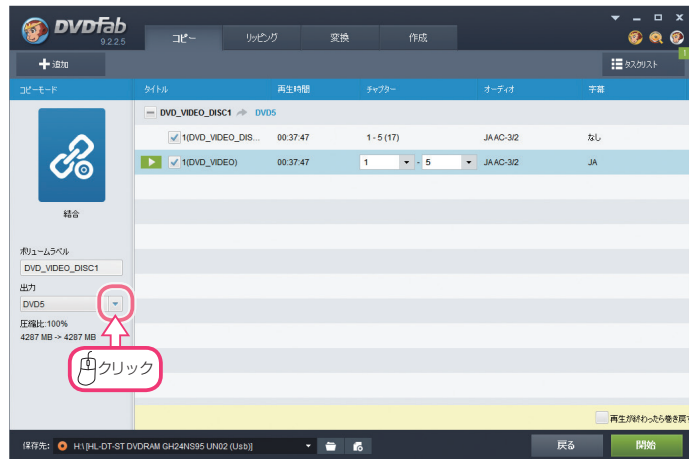 DVDFab
9.2.2.5
コピー リッピング 変換 作成
追加
タスクリスト
!
コピーモード タイトル 再生時間 チャプター オーディオ 字幕
DVD_VIDEO_DISC1 DVD5
1(DVD_VIDEO_DIS... 00:37:47 1 - 5 (17) JA AC-3/2 なし
1(DVD_VIDEO) 00:37:47 1 - 5 JA AC-3/2 JA
結合
ボリュームラベル
DVD_VIDEO_DISC1
出力
DVD5
圧縮比:100%
4287 MB -> 4287 MB
クリック
再生が終わったら巻き戻す
保存先: H:\ [HL-DT-ST DVDRAM GH24NS95 UN02 (Usb)]
戻る 開始